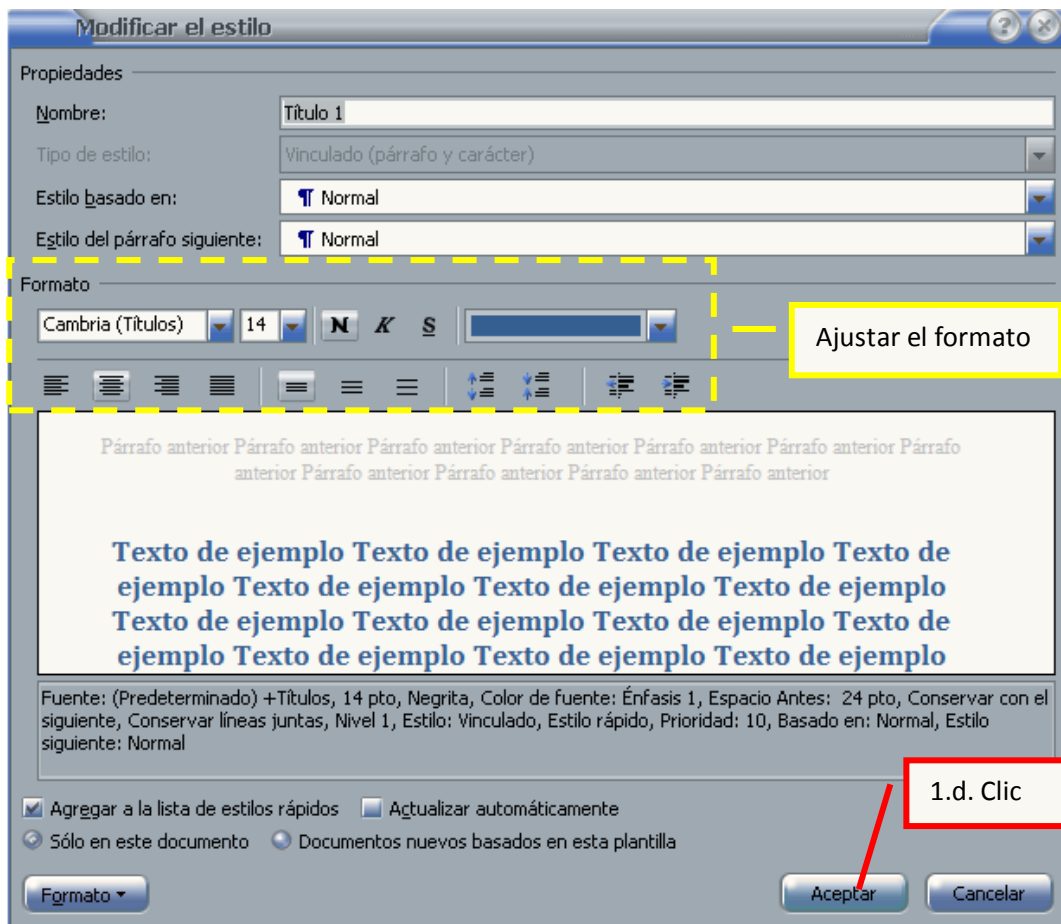 Modificar el estilo
Propiedades
Nombre: Título 1
Tipo de estilo: Vinculado (párrafo y carácter)
Estilo basado en: ¶ Normal
Estilo del párrafo siguiente: ¶ Normal
Formato
Cambria (Títulos) 14 N K S
Ajustar el formato
Párrafo anterior Párrafo anterior Párrafo anterior Párrafo anterior Párrafo anterior Párrafo anterior Párrafo
anterior Párrafo anterior Párrafo anterior Párrafo anterior Párrafo anterior
Texto de ejemplo Texto de ejemplo Texto de ejemplo Texto de
ejemplo Texto de ejemplo Texto de ejemplo Texto de ejemplo
Texto de ejemplo Texto de ejemplo Texto de ejemplo Texto de
ejemplo Texto de ejemplo Texto de ejemplo Texto de ejemplo
Fuente: (Predeterminado) +Títulos, 14 pto, Negrita, Color de fuente: Énfasis 1, Espacio Antes: 24 pto, Conservar con el
siguiente, Conservar líneas juntas, Nivel 1, Estilo: Vinculado, Estilo rápido, Prioridad: 10, Basado en: Normal, Estilo
siguiente: Normal
1.d. Clic
Agregar a la lista de estilos rápidos Actualizar automáticamente
Sólo en este documento Documentos nuevos basados en esta plantilla
Formato Aceptar Cancelar